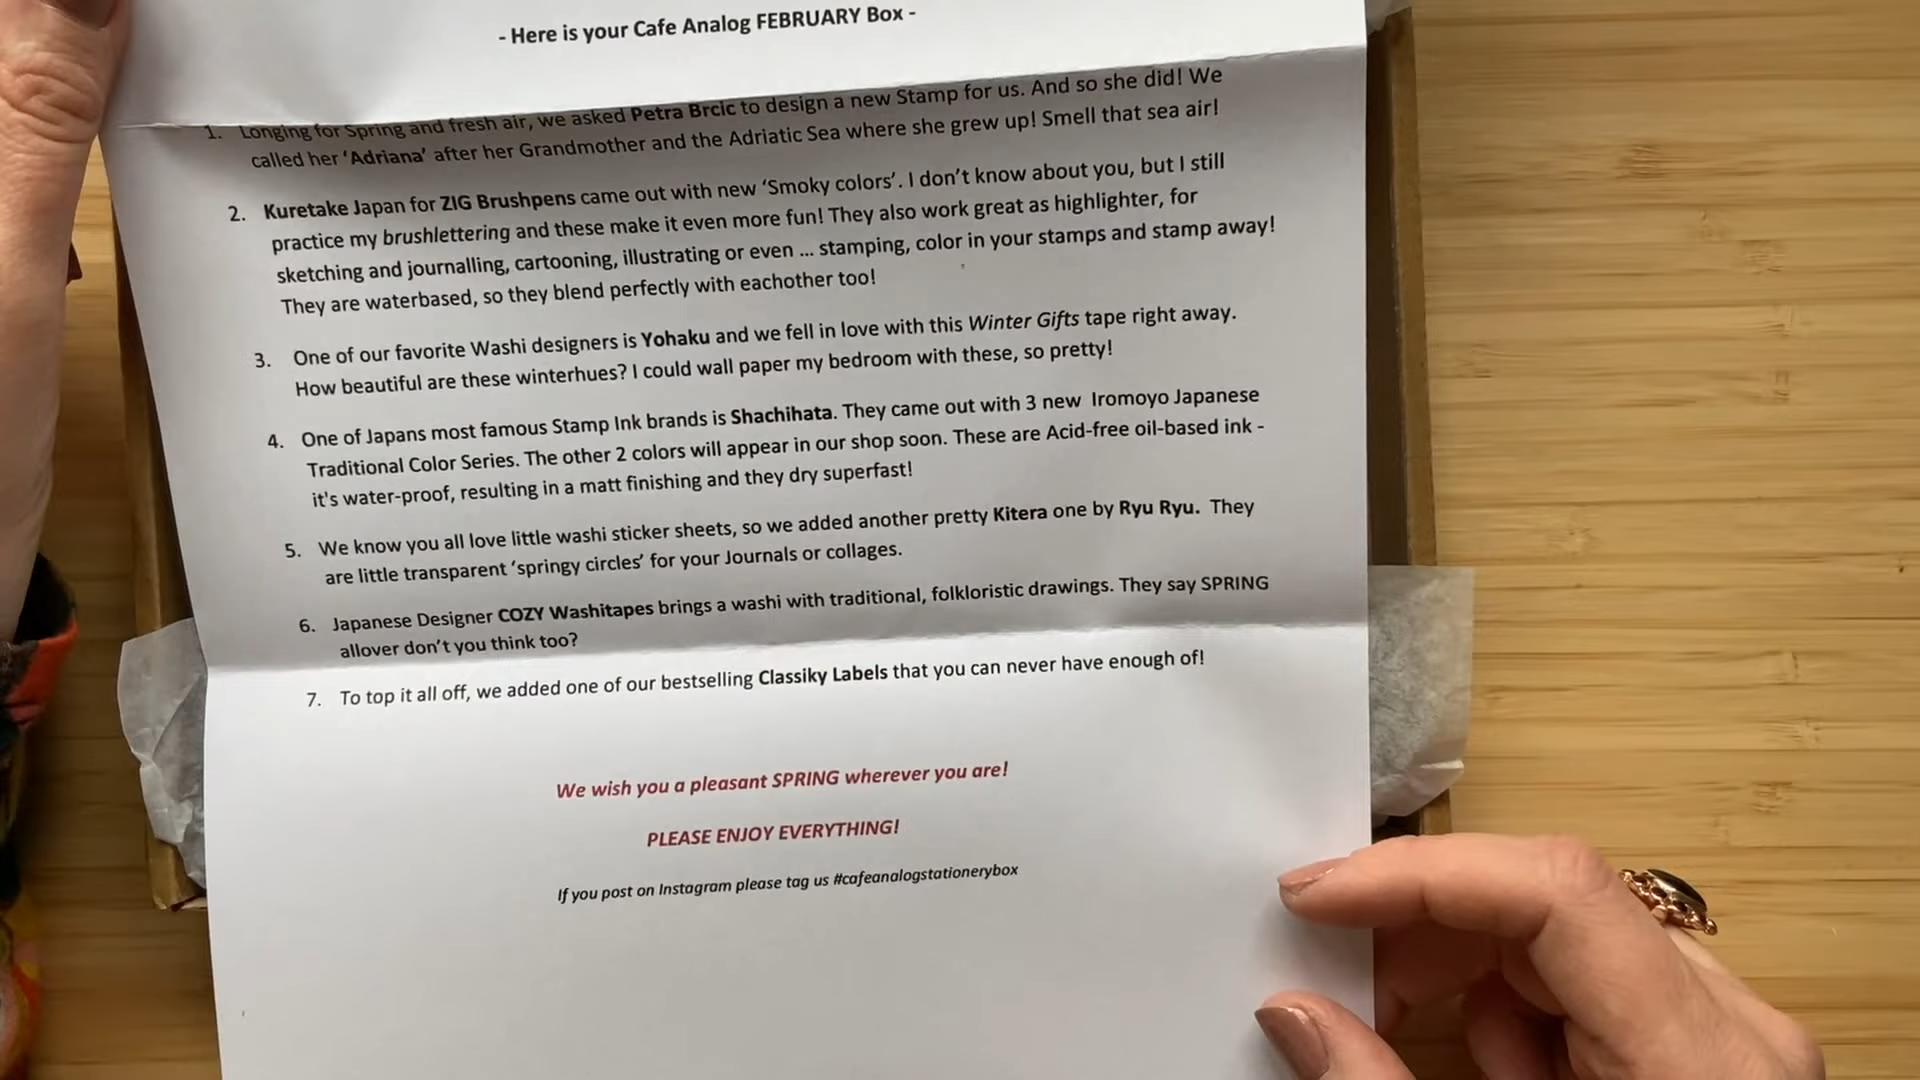 - Here is your Cafe Analog FEBRUARY Box -
1. Longing for Spring and fresh air, we asked Petra Brcic to design a new Stamp for us. And so she did! We
called her ‘Adriana’ after her Grandmother and the Adriatic Sea where she grew up! Smell that sea air!
2. Kuretake Japan for ZIG Brushpens came out with new ‘Smoky colors’. I don’t know about you, but I still
practice my brushlettering and these make it even more fun! They also work great as highlighter, for
sketching and journalling, cartooning, illustrating or even ... stamping, color in your stamps and stamp away!
They are waterbased, so they blend perfectly with eachother too!
3. One of our favorite Washi designers is Yohaku and we fell in love with this Winter Gifts tape right away.
How beautiful are these winterhues? I could wall paper my bedroom with these, so pretty!
4. One of Japans most famous Stamp Ink brands is Shachihata. They came out with 3 new Iromoyo Japanese
Traditional Color Series. The other 2 colors will appear in our shop soon. These are Acid-free oil-based ink -
it's water-proof, resulting in a matt finishing and they dry superfast!
5. We know you all love little washi sticker sheets, so we added another pretty Kitera one by Ryu Ryu. They
are little transparent ‘springy circles’ for your Journals or collages.
6. Japanese Designer COZY Washitapes brings a washi with traditional, folkloristic drawings. They say SPRING
allover don’t you think too?
7. To top it all off, we added one of our bestselling Classiky Labels that you can never have enough of!
We wish you a pleasant SPRING wherever you are!
PLEASE ENJOY EVERYTHING!
If you post on Instagram please tag us #cafeanalogstationerybox